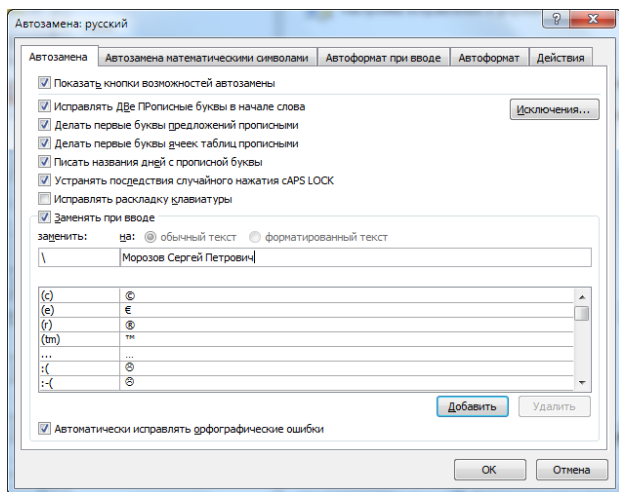 Автозамена: русский
Автозамена Автозамена математическими символами Автоформат при вводе Автоформат Действия
Показать кнопки возможностей автозамены
Исправлять ДВе ПРописные буквы в начале слова
Исключения...
Делать первые буквы предложений прописными
Делать первые буквы ячеек таблиц прописными
Писать названия дней с прописной буквы
Устранять последствия случайного нажатия cAPS LOCK
Исправлять раскладку клавиатуры
Заменять при вводе
заменить: на: обычный текст форматированный текст
\ Морозов Сергей Петрович
(c) ©
(e) €
(r) ®
(tm) ™
... …
:( ☹
:-( ☹
Добавить Удалить
Автоматически исправлять орфографические ошибки
ОК Отмена